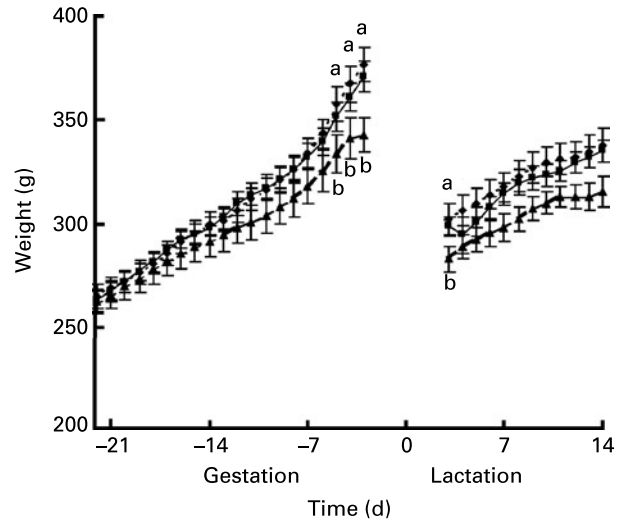 400
350
300
250
200
Weight (g)
a
a
a
b
b
b
a
b
–21
–14
–7
0
7
14
Gestation
Lactation
Time (d)